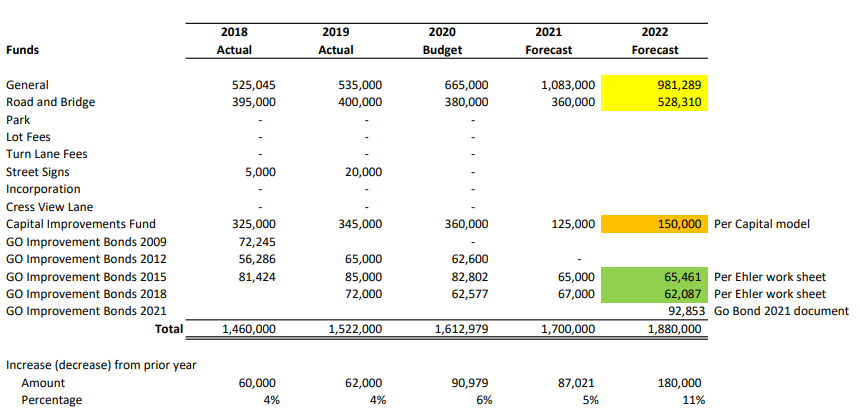 2018 2019 2020 2021 2022
Funds Actual Actual Budget Forecast Forecast
General 525,045 535,000 665,000 1,083,000 981,289
Road and Bridge 395,000 400,000 380,000 360,000 528,310
Park - - -
Lot Fees - - -
Turn Lane Fees - - -
Street Signs 5,000 20,000 -
Incorporation - - -
Cress View Lane - - -
Capital Improvements Fund 325,000 345,000 360,000 125,000 150,000 Per Capital model
GO Improvement Bonds 2009 72,245 -
GO Improvement Bonds 2012 56,286 65,000 62,600 -
GO Improvement Bonds 2015 81,424 85,000 82,802 65,000 65,461 Per Ehler work sheet
GO Improvement Bonds 2018 72,000 62,577 67,000 62,087 Per Ehler work sheet
GO Improvement Bonds 2021 92,853 Go Bond 2021 document
Total 1,460,000 1,522,000 1,612,979 1,700,000 1,880,000
Increase (decrease) from prior year
Amount 60,000 62,000 90,979 87,021 180,000
Percentage 4% 4% 6% 5% 11%